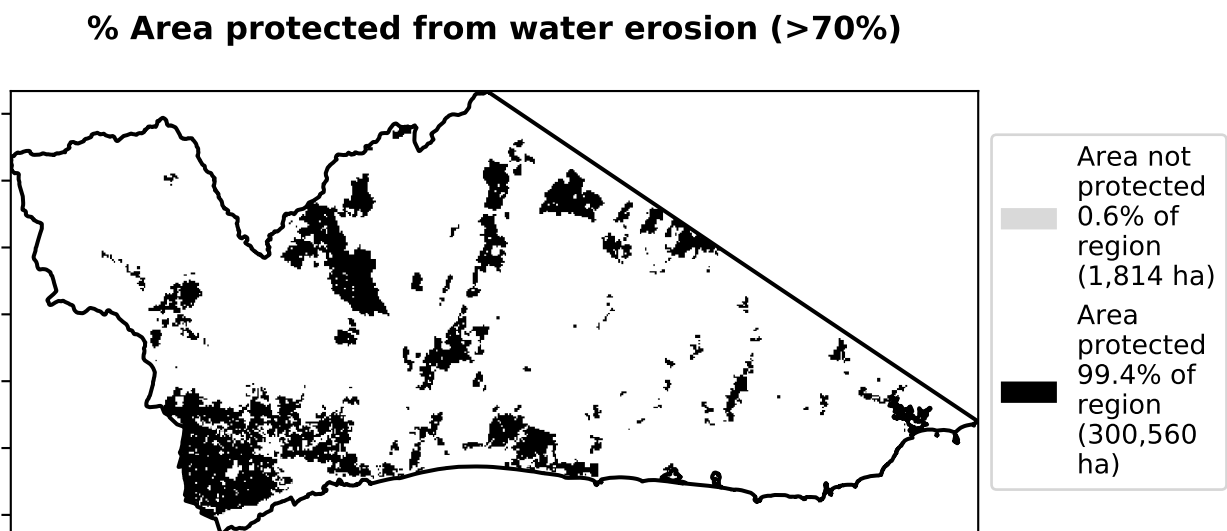 % Area protected from water erosion (>70%)
Area not
protected
0.6% of
region
(1,814 ha)
Area
protected
99.4% of
region
(300,560
ha)